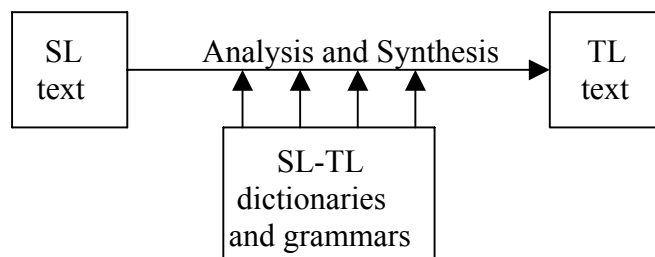 SL
text
Analysis and Synthesis
TL
text
SL-TL
dictionaries
and grammars